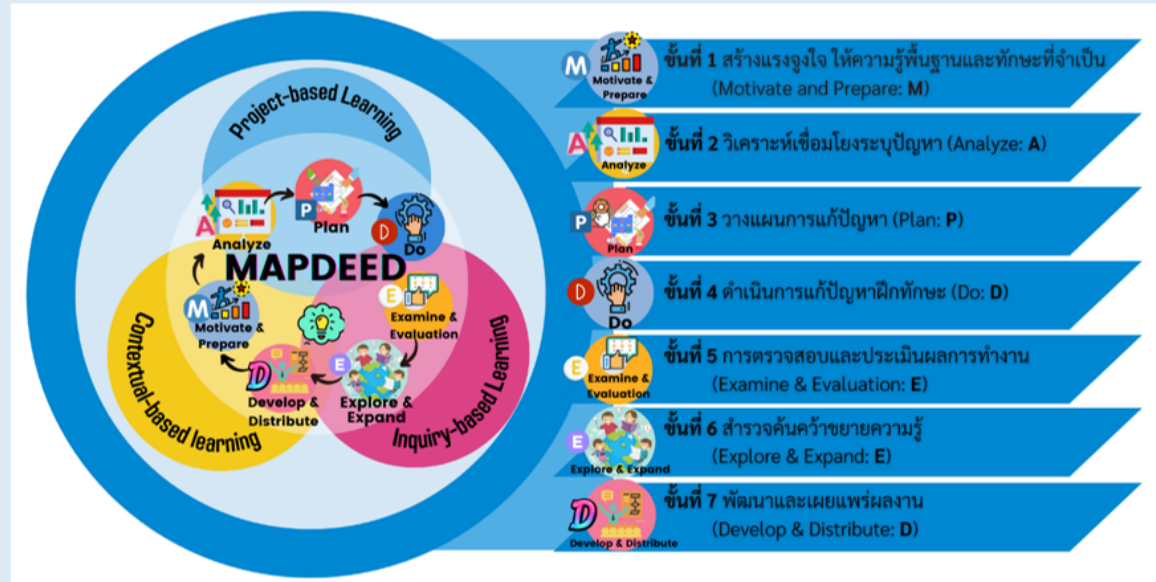 Project-based Learning
A
Analyze
P
Plan
D
Do
MAPDEED
M
Motivate &
Prepare
E
Examine &
Evaluation
D
Develop &
Distribute
E
Explore &
Expand
Contextual-based learning
Inquiry-based Learning
M
Motivate &
Prepare
ขั้นที่ 1 สร้างแรงจูงใจ ให้ความรู้พื้นฐานและทักษะที่จำเป็น
(Motivate and Prepare: M)
A
Analyze
ขั้นที่ 2 วิเคราะห์เชื่อมโยงระบุปัญหา (Analyze: A)
P
Plan
ขั้นที่ 3 วางแผนการแก้ปัญหา (Plan: P)
D
Do
ขั้นที่ 4 ดำเนินการแก้ปัญหาฝึกทักษะ (Do: D)
E
Examine &
Evaluation
ขั้นที่ 5 การตรวจสอบและประเมินผลการทำงาน
(Examine & Evaluation: E)
E
Explore & Expand
ขั้นที่ 6 สำรวจค้นคว้าขยายความรู้
(Explore & Expand: E)
D
Develop & Distribute
ขั้นที่ 7 พัฒนาและเผยแพร่ผลงาน
(Develop & Distribute: D)